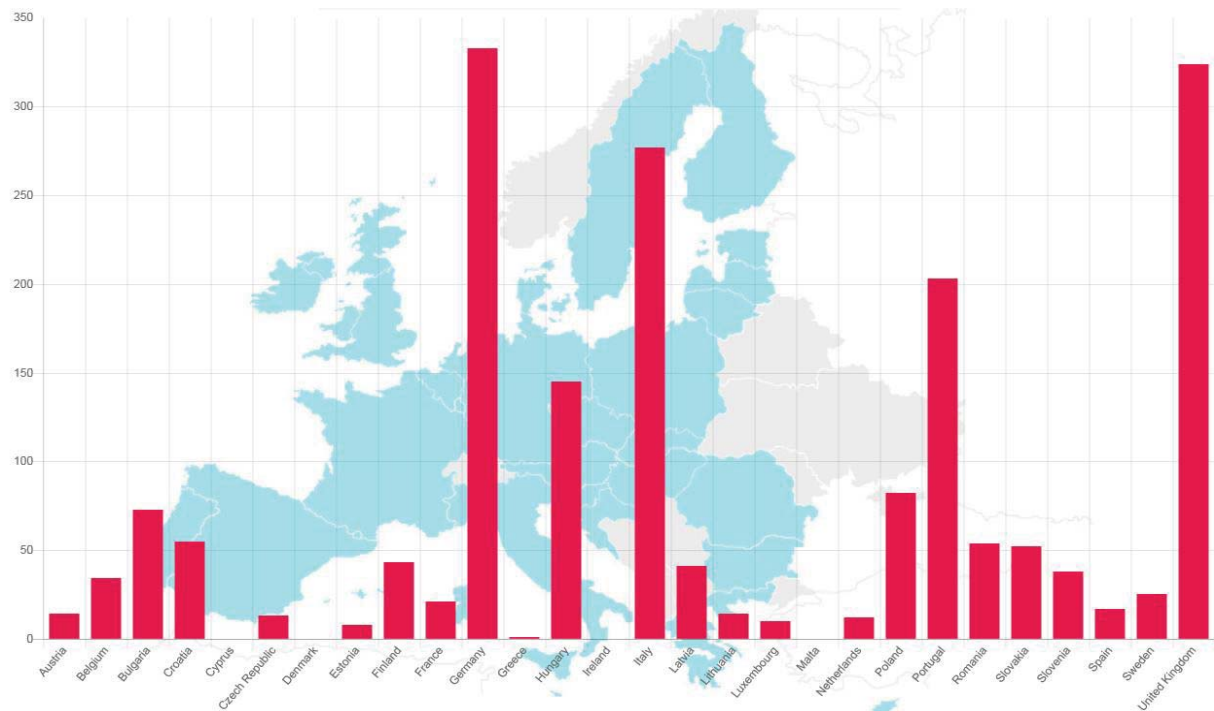 350
300
250
200
150
100
50
0
Austria
Belgium
Bulgaria
Croatia
Cyprus
Czech Republic
Denmark
Estonia
Finland
France
Germany
Greece
Hungary
Ireland
Italy
Latvia
Lithuania
Luxembourg
Malta
Netherlands
Poland
Portugal
Romania
Slovakia
Slovenia
Spain
Sweden
United Kingdom